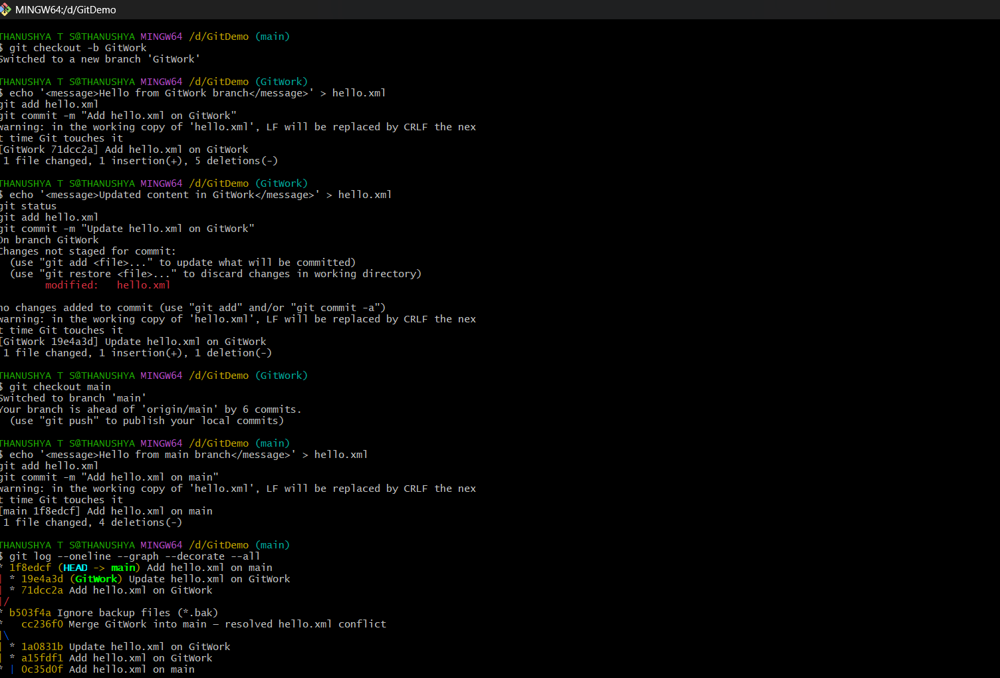 MINGW64:/d/GitDemo
THANUSHYA T S@THANUSHYA MINGW64 /d/GitDemo (main)
$ git checkout -b GitWork
Switched to a new branch 'GitWork'
THANUSHYA T S@THANUSHYA MINGW64 /d/GitDemo (GitWork)
$ echo '<message>Hello from GitWork branch</message>' > hello.xml
git add hello.xml
git commit -m "Add hello.xml on GitWork"
warning: in the working copy of 'hello.xml', LF will be replaced by CRLF the nex
t time Git touches it
[GitWork 71dcc2a] Add hello.xml on GitWork
 1 file changed, 1 insertion(+), 5 deletions(-)
THANUSHYA T S@THANUSHYA MINGW64 /d/GitDemo (GitWork)
$ echo '<message>Updated content in GitWork</message>' > hello.xml
git status
git add hello.xml
git commit -m "Update hello.xml on GitWork"
On branch GitWork
Changes not staged for commit:
  (use "git add <file>..." to update what will be committed)
  (use "git restore <file>..." to discard changes in working directory)
        modified:   hello.xml
no changes added to commit (use "git add" and/or "git commit -a")
warning: in the working copy of 'hello.xml', LF will be replaced by CRLF the nex
t time Git touches it
[GitWork 19e4a3d] Update hello.xml on GitWork
 1 file changed, 1 insertion(+), 1 deletion(-)
THANUSHYA T S@THANUSHYA MINGW64 /d/GitDemo (GitWork)
$ git checkout main
Switched to branch 'main'
Your branch is ahead of 'origin/main' by 6 commits.
  (use "git push" to publish your local commits)
THANUSHYA T S@THANUSHYA MINGW64 /d/GitDemo (main)
$ echo '<message>Hello from main branch</message>' > hello.xml
git add hello.xml
git commit -m "Add hello.xml on main"
warning: in the working copy of 'hello.xml', LF will be replaced by CRLF the nex
t time Git touches it
[main 1f8edcf] Add hello.xml on main
 1 file changed, 4 deletions(-)
THANUSHYA T S@THANUSHYA MINGW64 /d/GitDemo (main)
$ git log --oneline --graph --decorate --all
* 1f8edcf (HEAD -> main) Add hello.xml on main
| * 19e4a3d (GitWork) Update hello.xml on GitWork
| * 71dcc2a Add hello.xml on GitWork
|/
* b503f4a Ignore backup files (*.bak)
*   cc236f0 Merge GitWork into main – resolved hello.xml conflict
|\
| * 1a0831b Update hello.xml on GitWork
| * a15fdf1 Add hello.xml on GitWork
* | 0c35d0f Add hello.xml on main